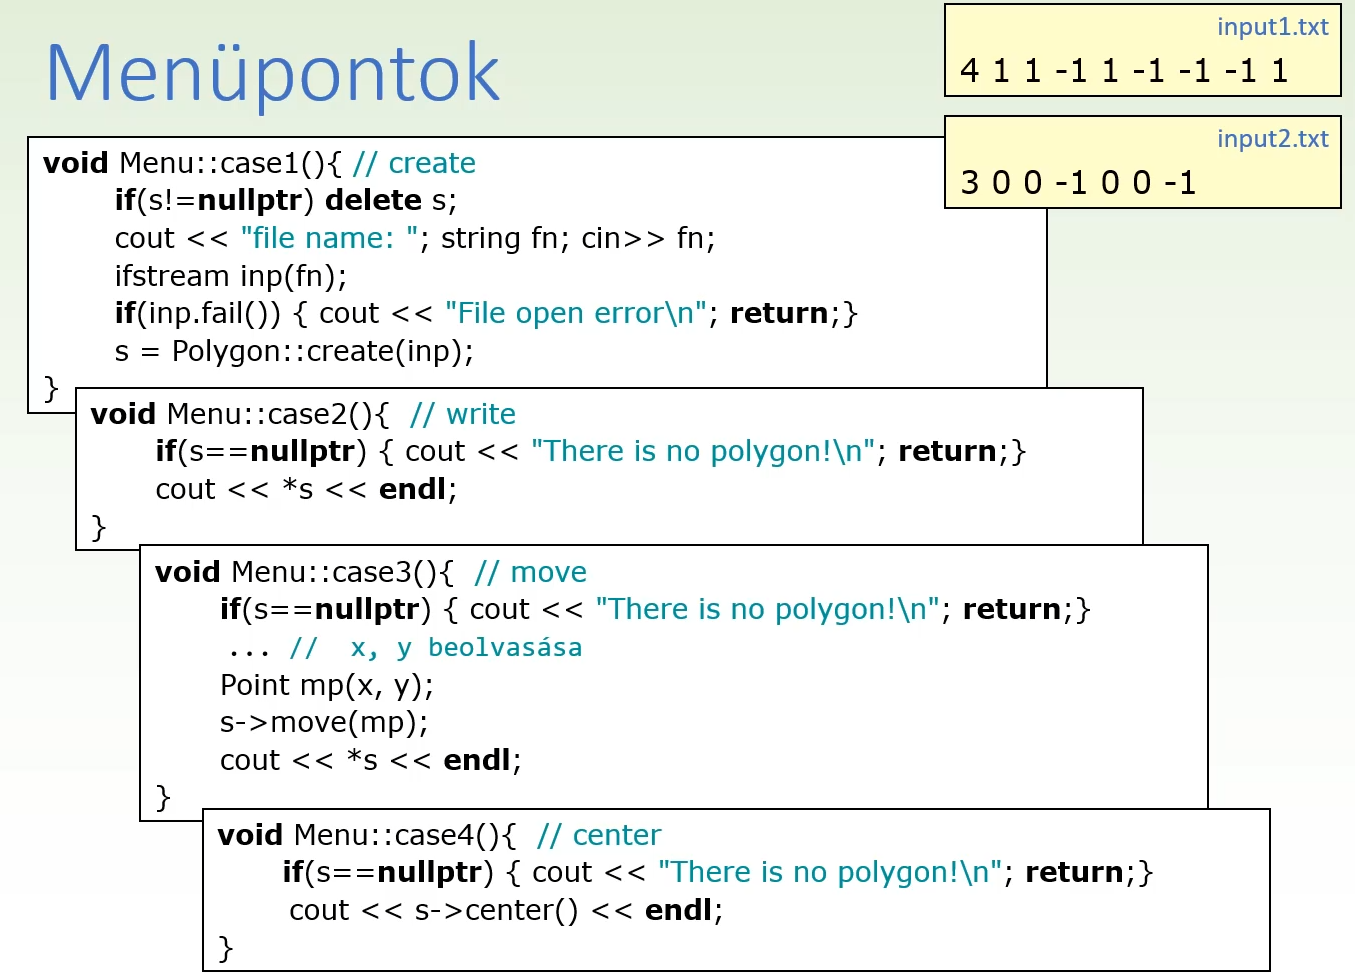 Menüpontok
input1.txt
4 1 1 -1 1 -1 -1 -1 1
input2.txt
3 0 0 -1 0 0 -1
void Menu::case1(){ // create
if(s!=nullptr) delete s;
cout << "file name: "; string fn; cin>> fn;
ifstream inp(fn);
if(inp.fail()) { cout << "File open error\n"; return;}
s = Polygon::create(inp);
}
void Menu::case2(){ // write
if(s==nullptr) { cout << "There is no polygon!\n"; return;}
cout << *s << endl;
}
void Menu::case3(){ // move
if(s==nullptr) { cout << "There is no polygon!\n"; return;}
... // x, y beolvasása
Point mp(x, y);
s->move(mp);
cout << *s << endl;
}
void Menu::case4(){ // center
if(s==nullptr) { cout << "There is no polygon!\n"; return;}
cout << s->center() << endl;
}